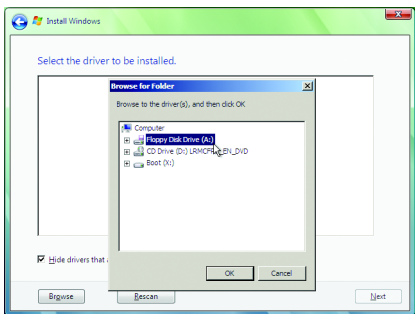 Install Windows
Select the driver to be installed.
Browse for Folder
Browse to the driver(s), and then click OK
Computer
Floppy Disk Drive (A:)
CD Drive (D:) EN_DVD
Boot (X:)
Hide drivers that
OK Cancel
Browse Rescan Next